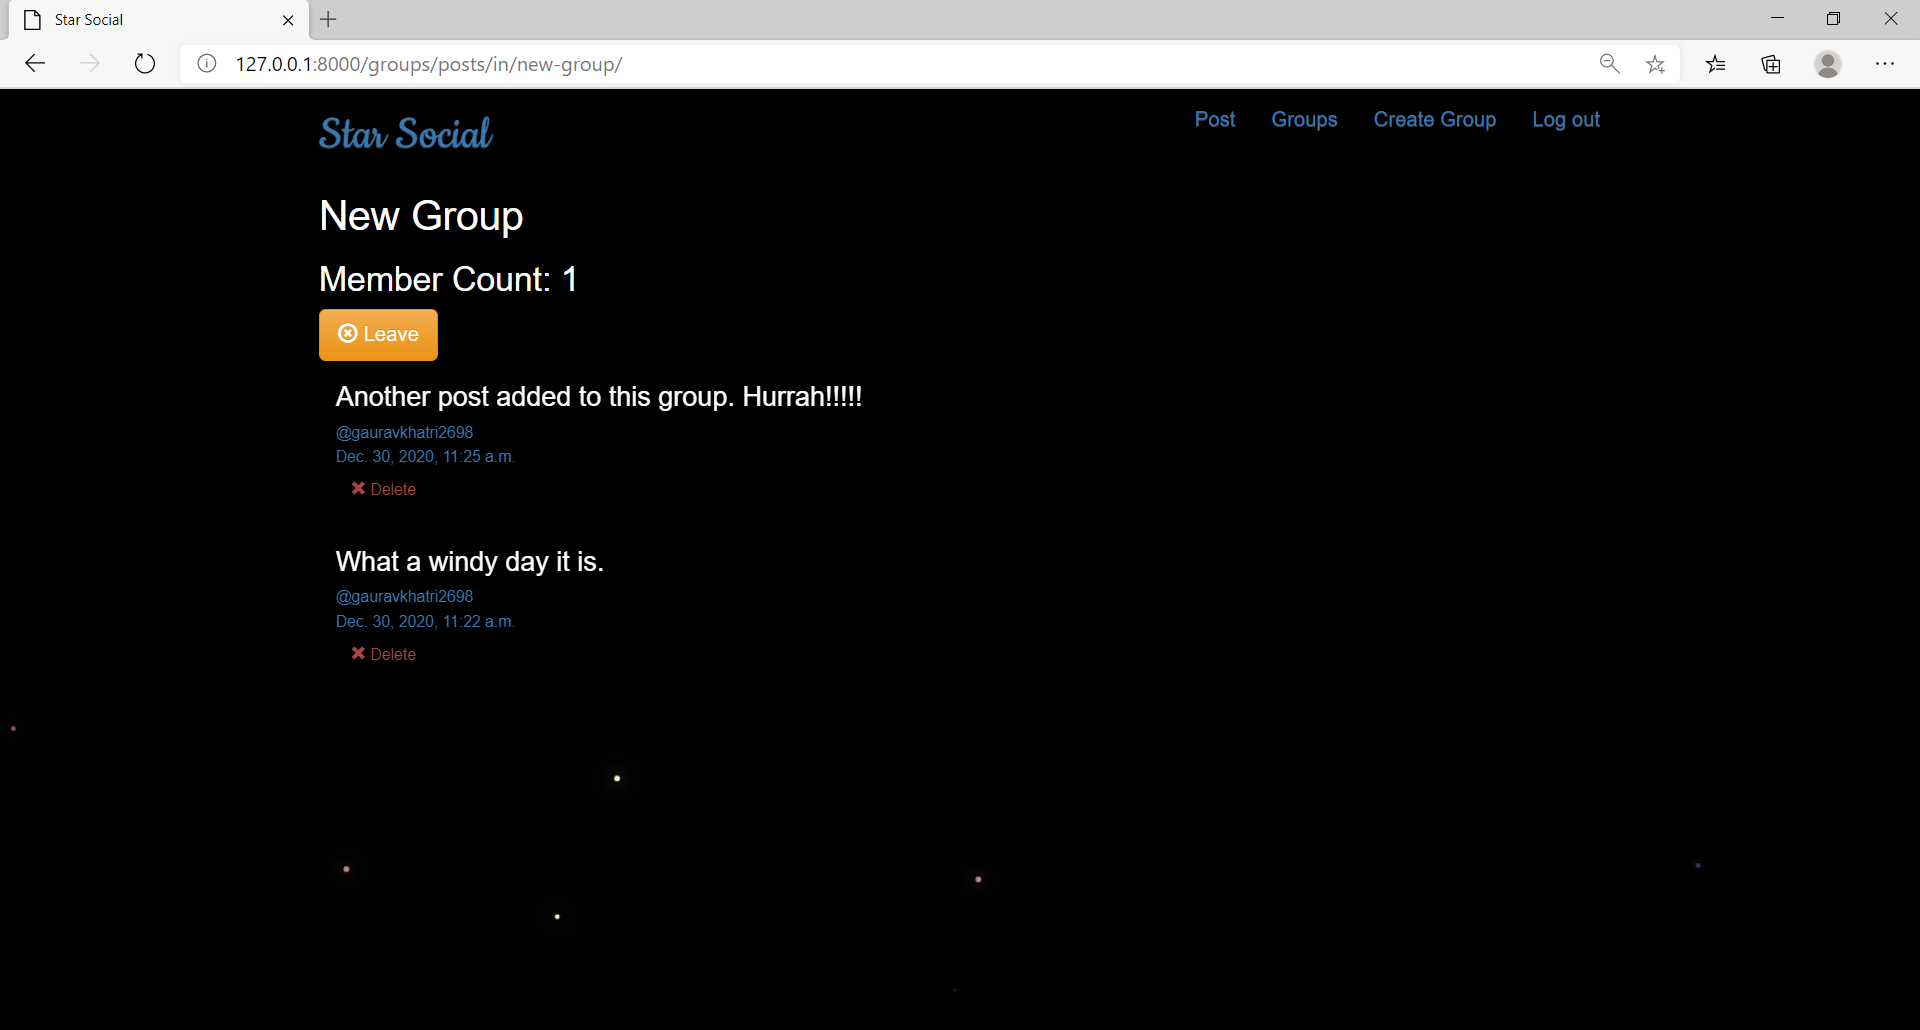 Star Social
127.0.0.1:8000/groups/posts/in/new-group/
Star Social
Post Groups Create Group Log out
New Group
Member Count: 1
Leave
Another post added to this group. Hurrah!!!!!
@gauravkhatri2698
Dec. 30, 2020, 11:25 a.m.
Delete
What a windy day it is.
@gauravkhatri2698
Dec. 30, 2020, 11:22 a.m.
Delete